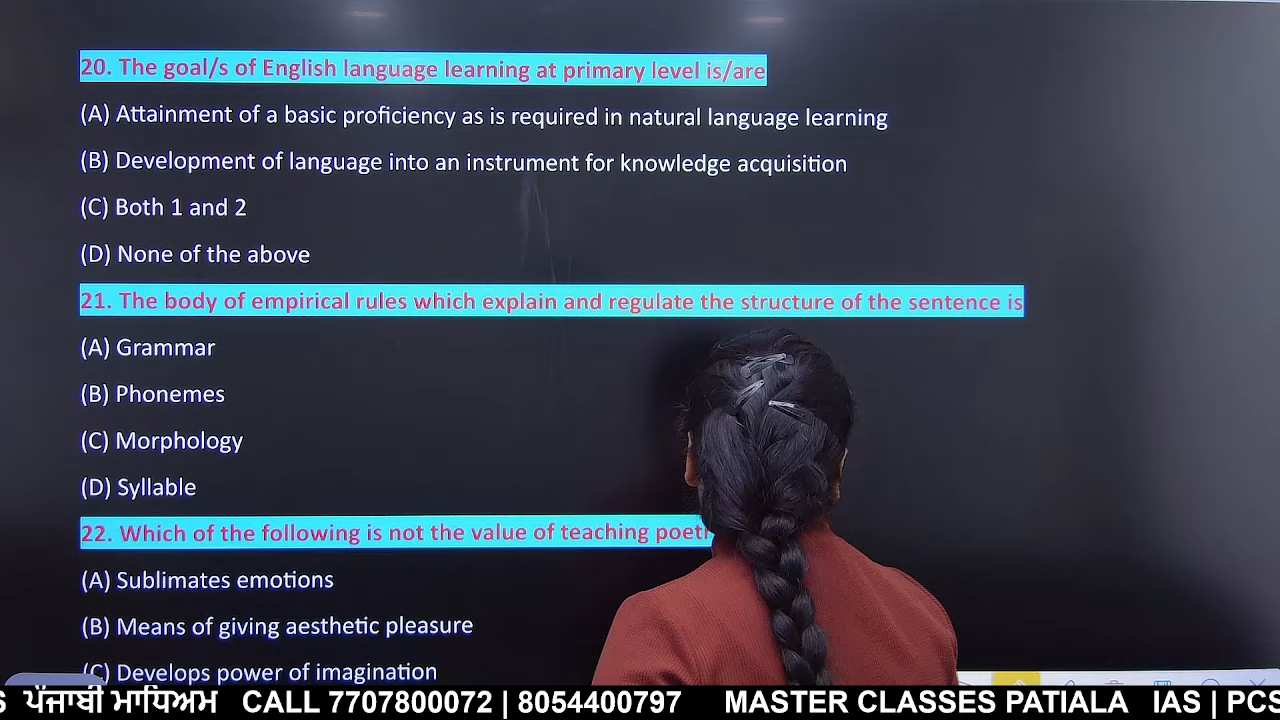 20. The goal/s of English language learning at primary level is/are
(A) Attainment of a basic proficiency as is required in natural language learning
(B) Development of language into an instrument for knowledge acquisition
(C) Both 1 and 2
(D) None of the above
21. The body of empirical rules which explain and regulate the structure of the sentence is
(A) Grammar
(B) Phonemes
(C) Morphology
(D) Syllable
22. Which of the following is not the value of teaching
(A) Sublimates emotions
(B) Means of giving aesthetic pleasure
(C) Develops power of imagination
ਪੰਜਾਬੀ ਮਾਧਿਅਮ CALL 7707800072 | 8054400797 MASTER CLASSES PATIALA IAS | PCS